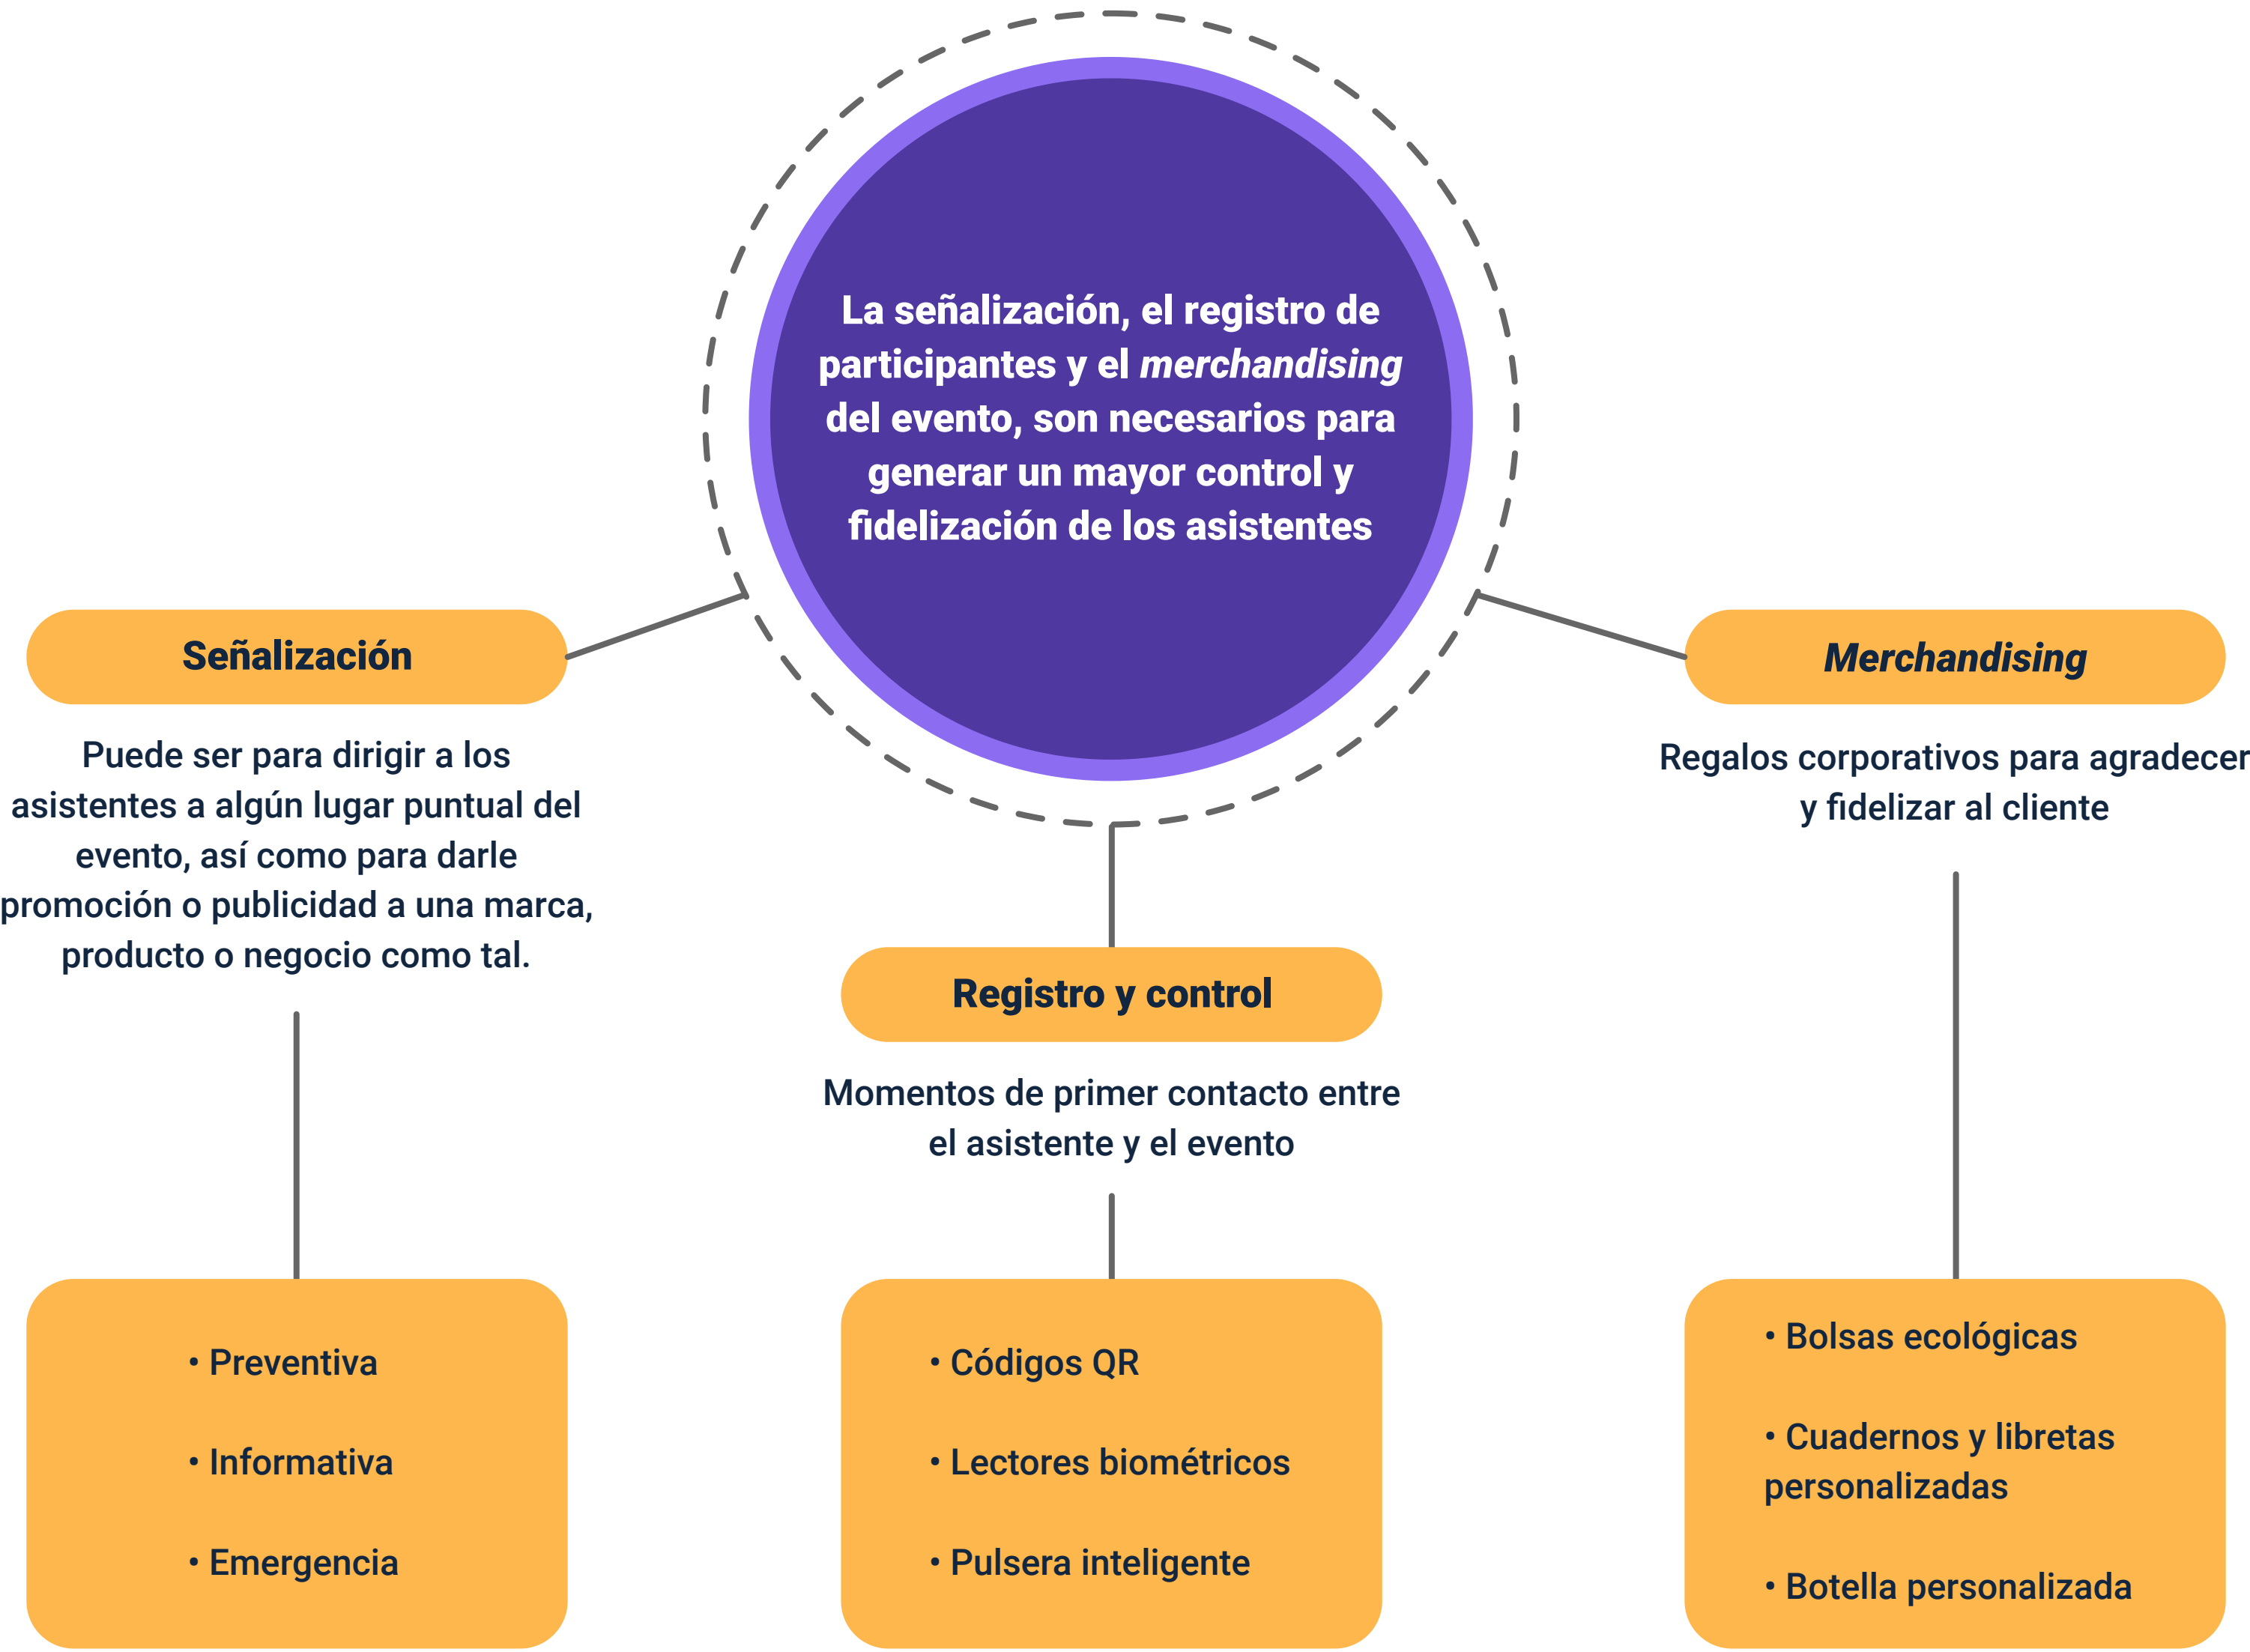 La señalización, el registro de
participantes y el merchandising
del evento, son necesarios para
generar un mayor control y
fidelización de los asistentes
Señalización
Puede ser para dirigir a los
asistentes a algún lugar puntual del
evento, así como para darle
promoción o publicidad a una marca,
producto o negocio como tal.
• Preventiva
• Informativa
• Emergencia
Registro y control
Momentos de primer contacto entre
el asistente y el evento
• Códigos QR
• Lectores biométricos
• Pulsera inteligente
Merchandising
Regalos corporativos para agradecer
y fidelizar al cliente
• Bolsas ecológicas
• Cuadernos y libretas
personalizadas
• Botella personalizada